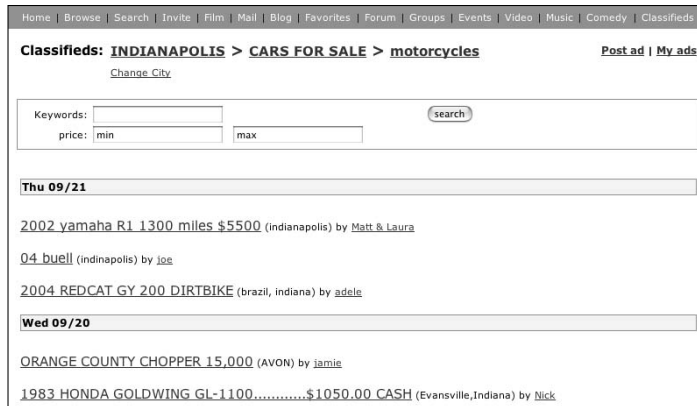 Home | Browse | Search | Invite | Film | Mail | Blog | Favorites | Forum | Groups | Events | Video | Music | Comedy | Classifieds
Classifieds: INDIANAPOLIS > CARS FOR SALE > motorcycles Post ad | My ads
Change City
Keywords: search
price: min max
Thu 09/21
2002 yamaha R1 1300 miles $5500 (indianapolis) by Matt & Laura
04 buell (indinapolis) by joe
2004 REDCAT GY 200 DIRTBIKE (brazil, indiana) by adele
Wed 09/20
ORANGE COUNTY CHOPPER 15,000 (AVON) by jamie
1983 HONDA GOLDWING GL-1100............$1050.00 CASH (Evansville,Indiana) by Nick